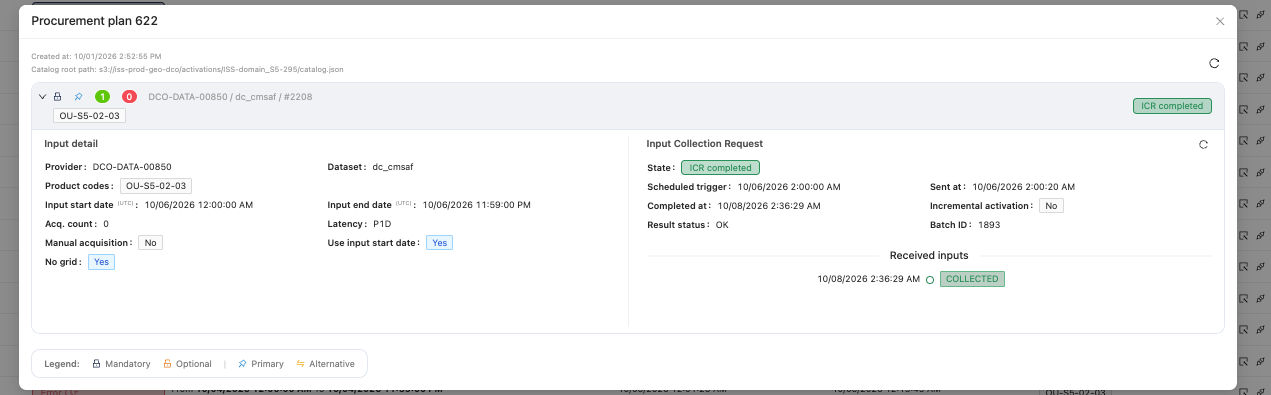 Procurement plan 622
Created at: 10/01/2026 2:52:55 PM
Catalog root path: s3://iss-prod-geo-dco/activations/ISS-domain_S5-295/catalog.json
1 0 DCO-DATA-00850 / dc_cmsaf / #2208
OU-S5-02-03
ICR completed
Input detail
Provider: DCO-DATA-00850 Dataset: dc_cmsaf
Product codes: OU-S5-02-03
Input start date (UTC): 10/06/2026 12:00:00 AM Input end date (UTC): 10/06/2026 11:59:00 PM
Acq. count: 0 Latency: P1D
Manual acquisition: No Use input start date: Yes
No grid: Yes
Input Collection Request
State: ICR completed
Scheduled trigger: 10/06/2026 2:00:00 AM Sent at: 10/06/2026 2:00:20 AM
Completed at: 10/08/2026 2:36:29 AM Incremental activation: No
Result status: OK Batch ID: 1893
Received inputs
10/08/2026 2:36:29 AM COLLECTED
Legend: Mandatory Optional | Primary Alternative